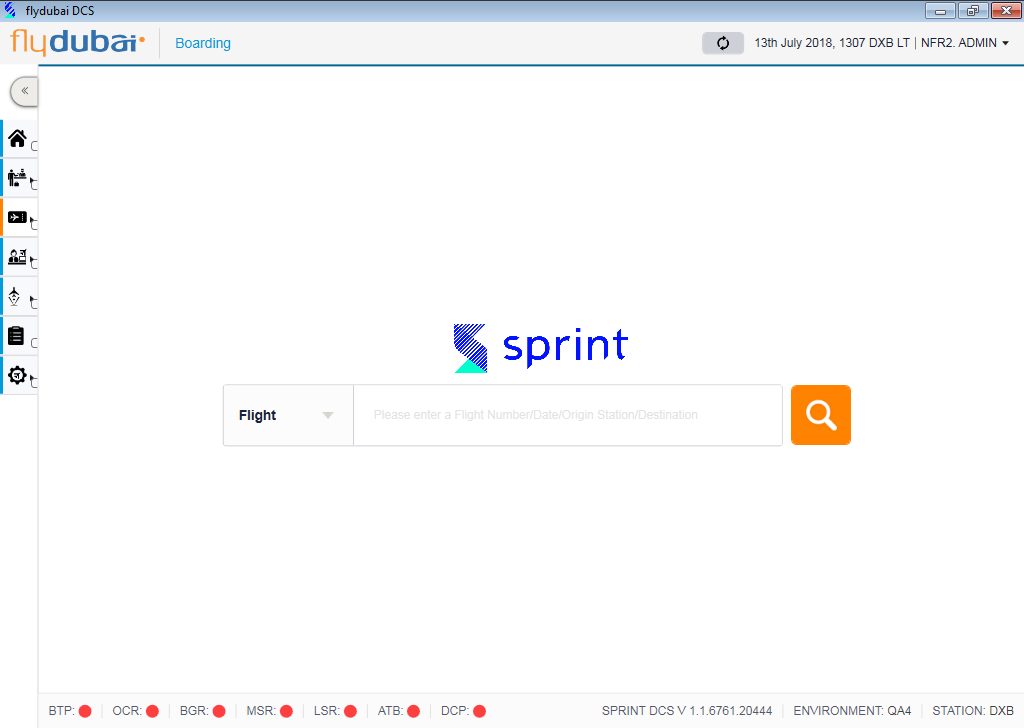 flydubai DCS
flydubai
Boarding
13th July 2018, 1307 DXB LT | NFR2. ADMIN
«
sprint
Flight
Please enter a Flight Number/Date/Origin Station/Destination
BTP: OCR: BGR: MSR: LSR: ATB: DCP: SPRINT DCS V 1.1.6761.20444 ENVIRONMENT: QA4 STATION: DXB